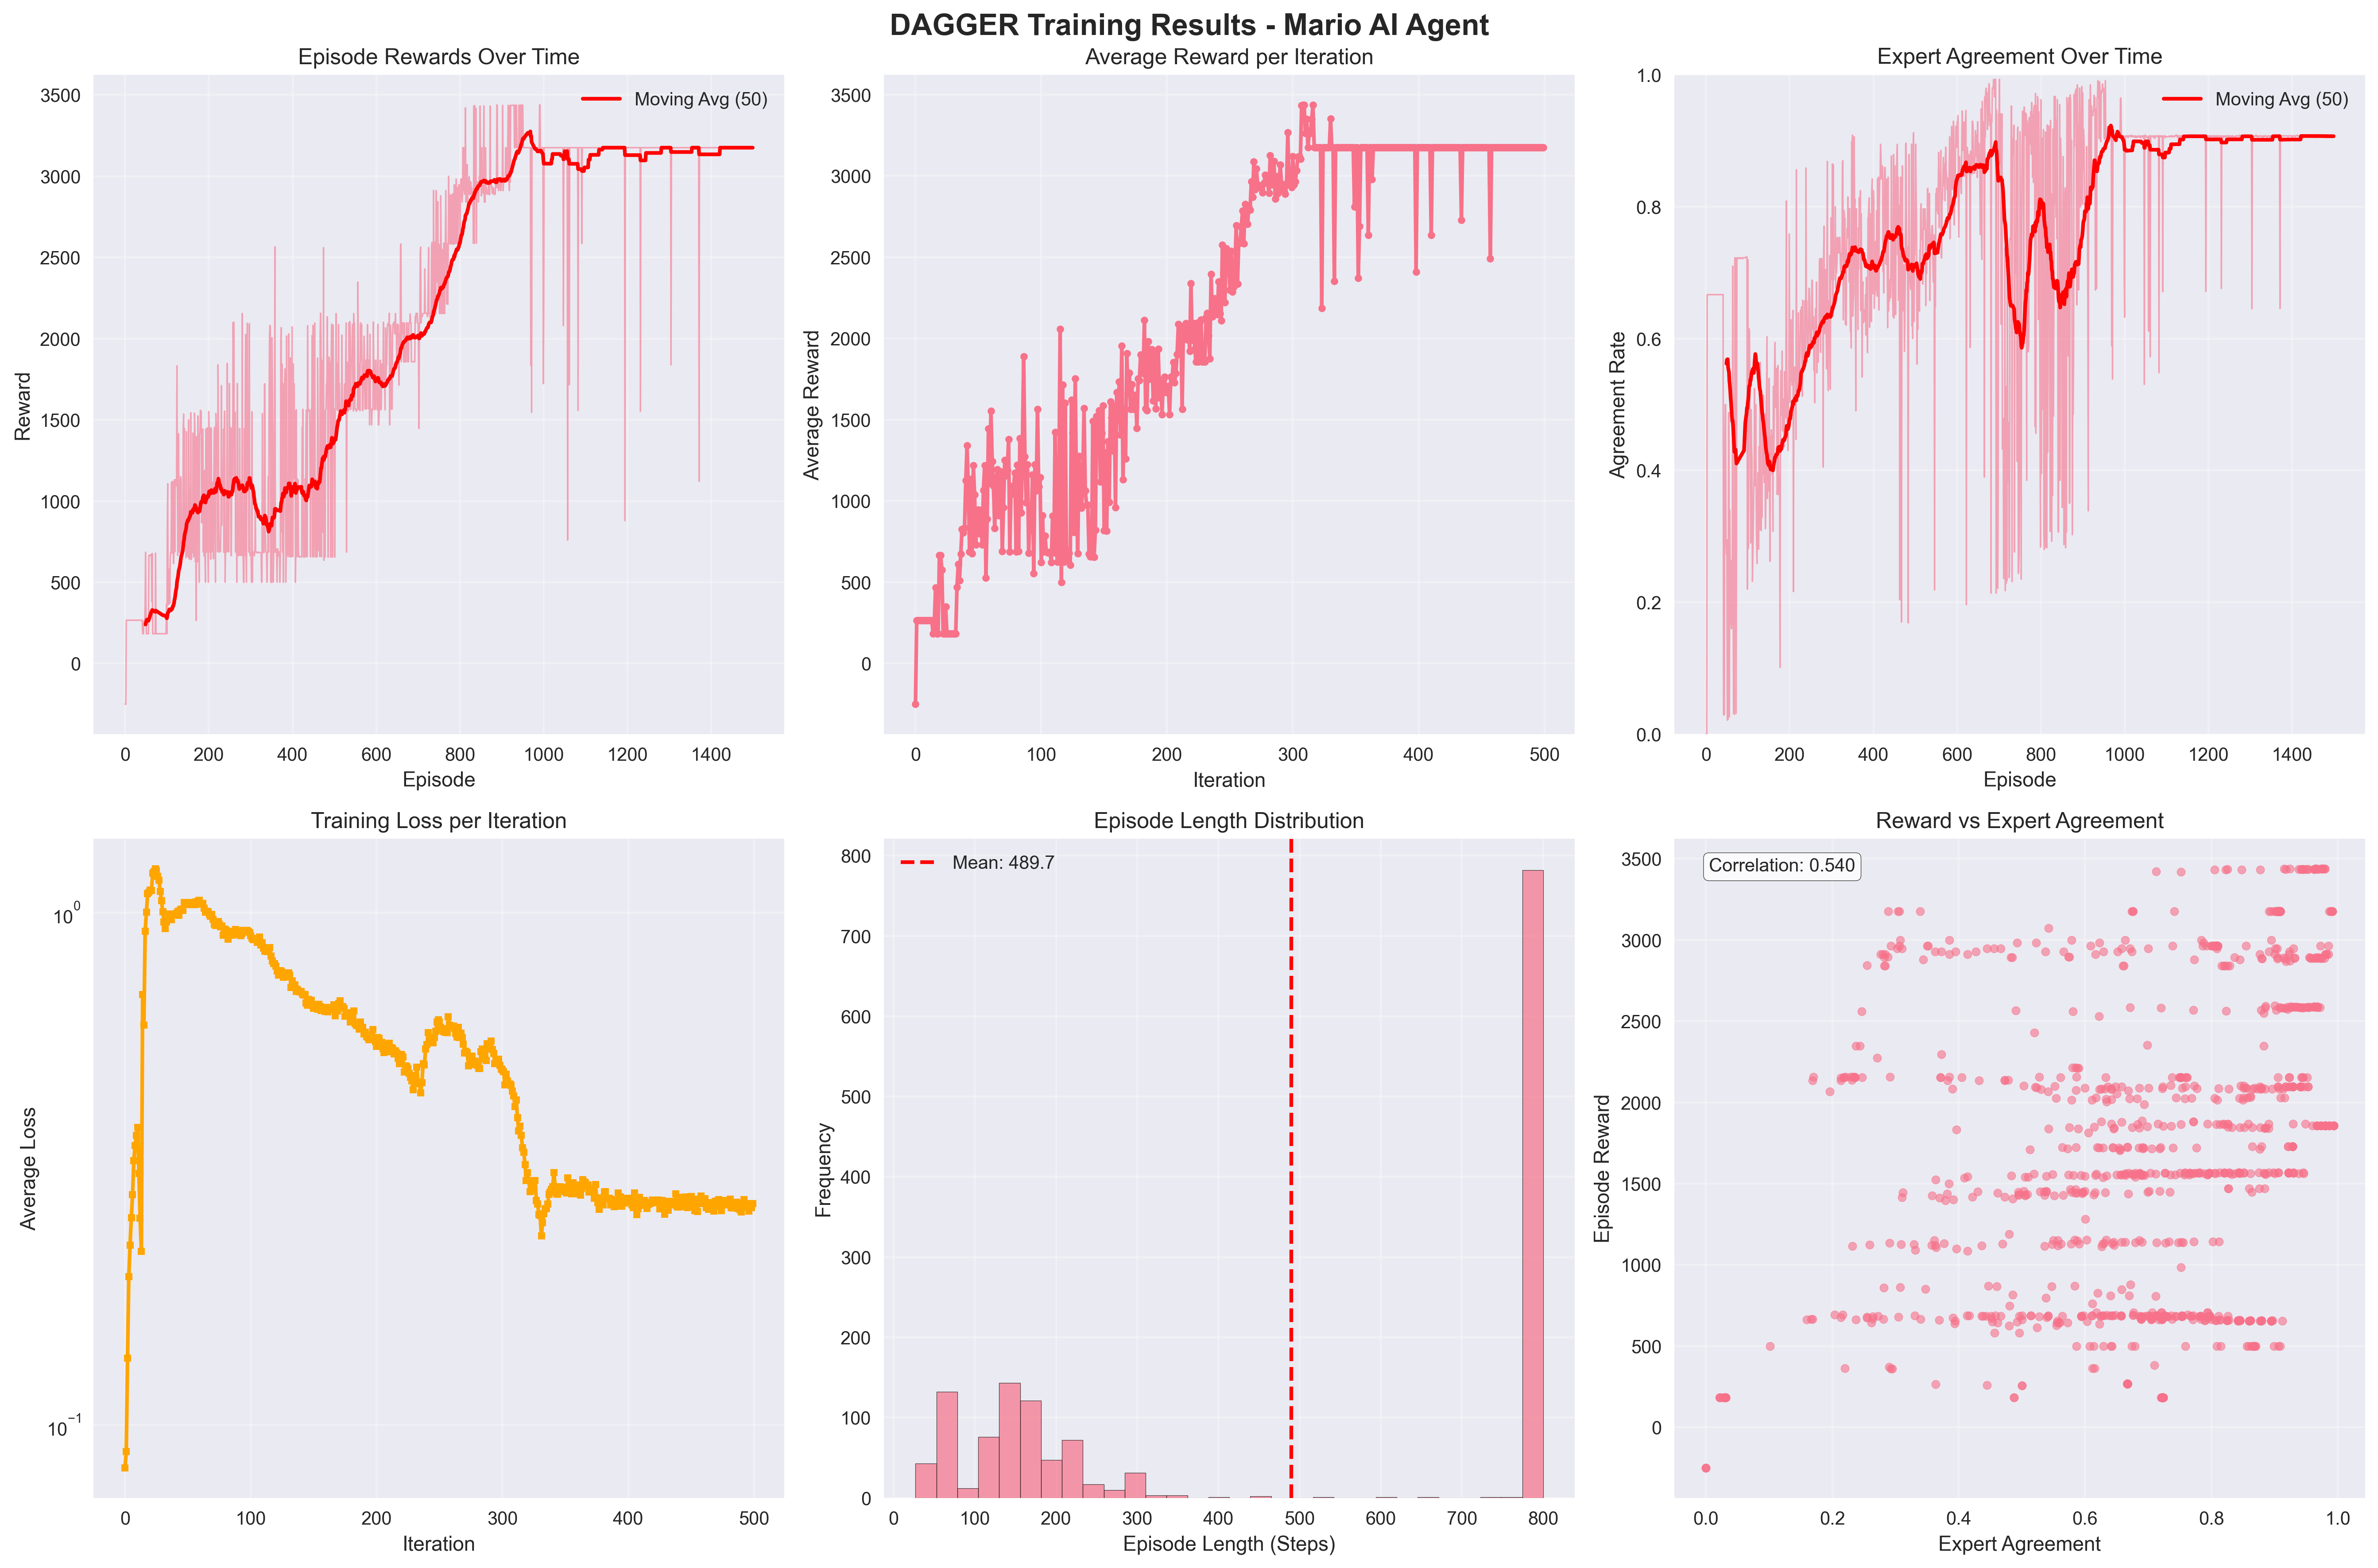 DAGGER Training Results - Mario AI Agent
Episode Rewards Over Time
Moving Avg (50)
3500
3000
2500
2000
1500
1000
500
0
Reward
0 200 400 600 800 1000 1200 1400
Episode
Average Reward per Iteration
3500
3000
2500
2000
1500
1000
500
0
Average Reward
0 100 200 300 400 500
Iteration
Expert Agreement Over Time
Moving Avg (50)
1.0
0.8
0.6
0.4
0.2
0.0
Agreement Rate
0 200 400 600 800 1000 1200 1400
Episode
Training Loss per Iteration
10⁰
10⁻¹
Average Loss
0 100 200 300 400 500
Iteration
Episode Length Distribution
Mean: 489.7
800
700
600
500
400
300
200
100
0
Frequency
0 100 200 300 400 500 600 700 800
Episode Length (Steps)
Reward vs Expert Agreement
Correlation: 0.540
3500
3000
2500
2000
1500
1000
500
0
Episode Reward
0.0 0.2 0.4 0.6 0.8 1.0
Expert Agreement